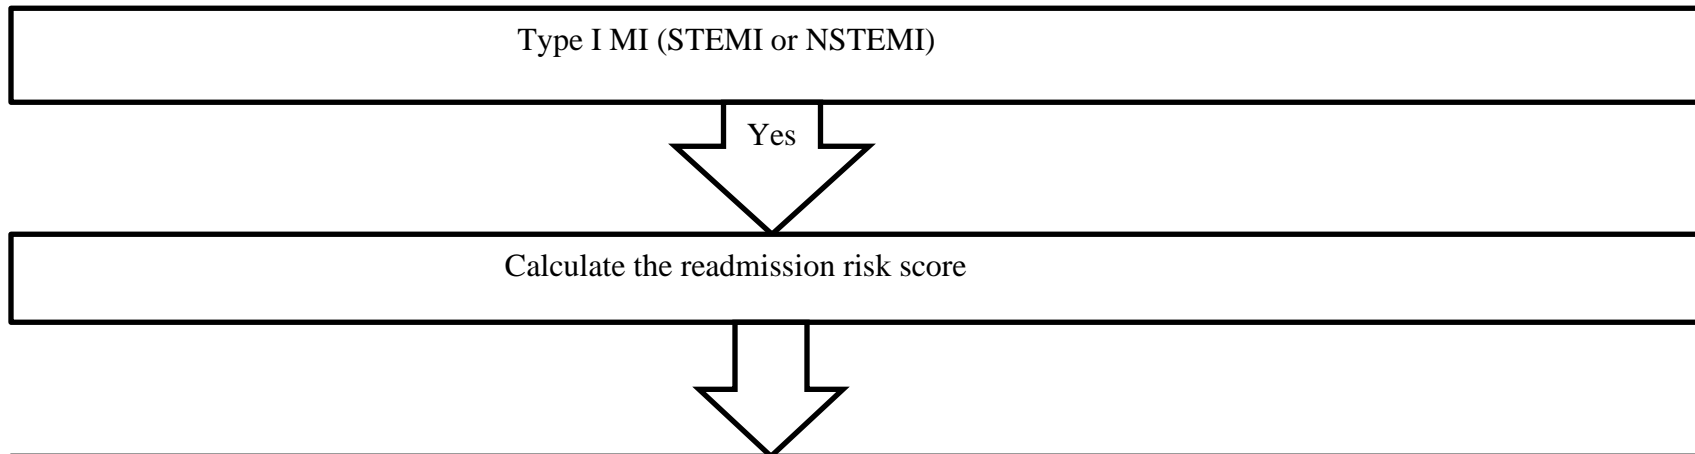 Type I MI (STEMI or NSTEMI)
Yes
Calculate the readmission risk score